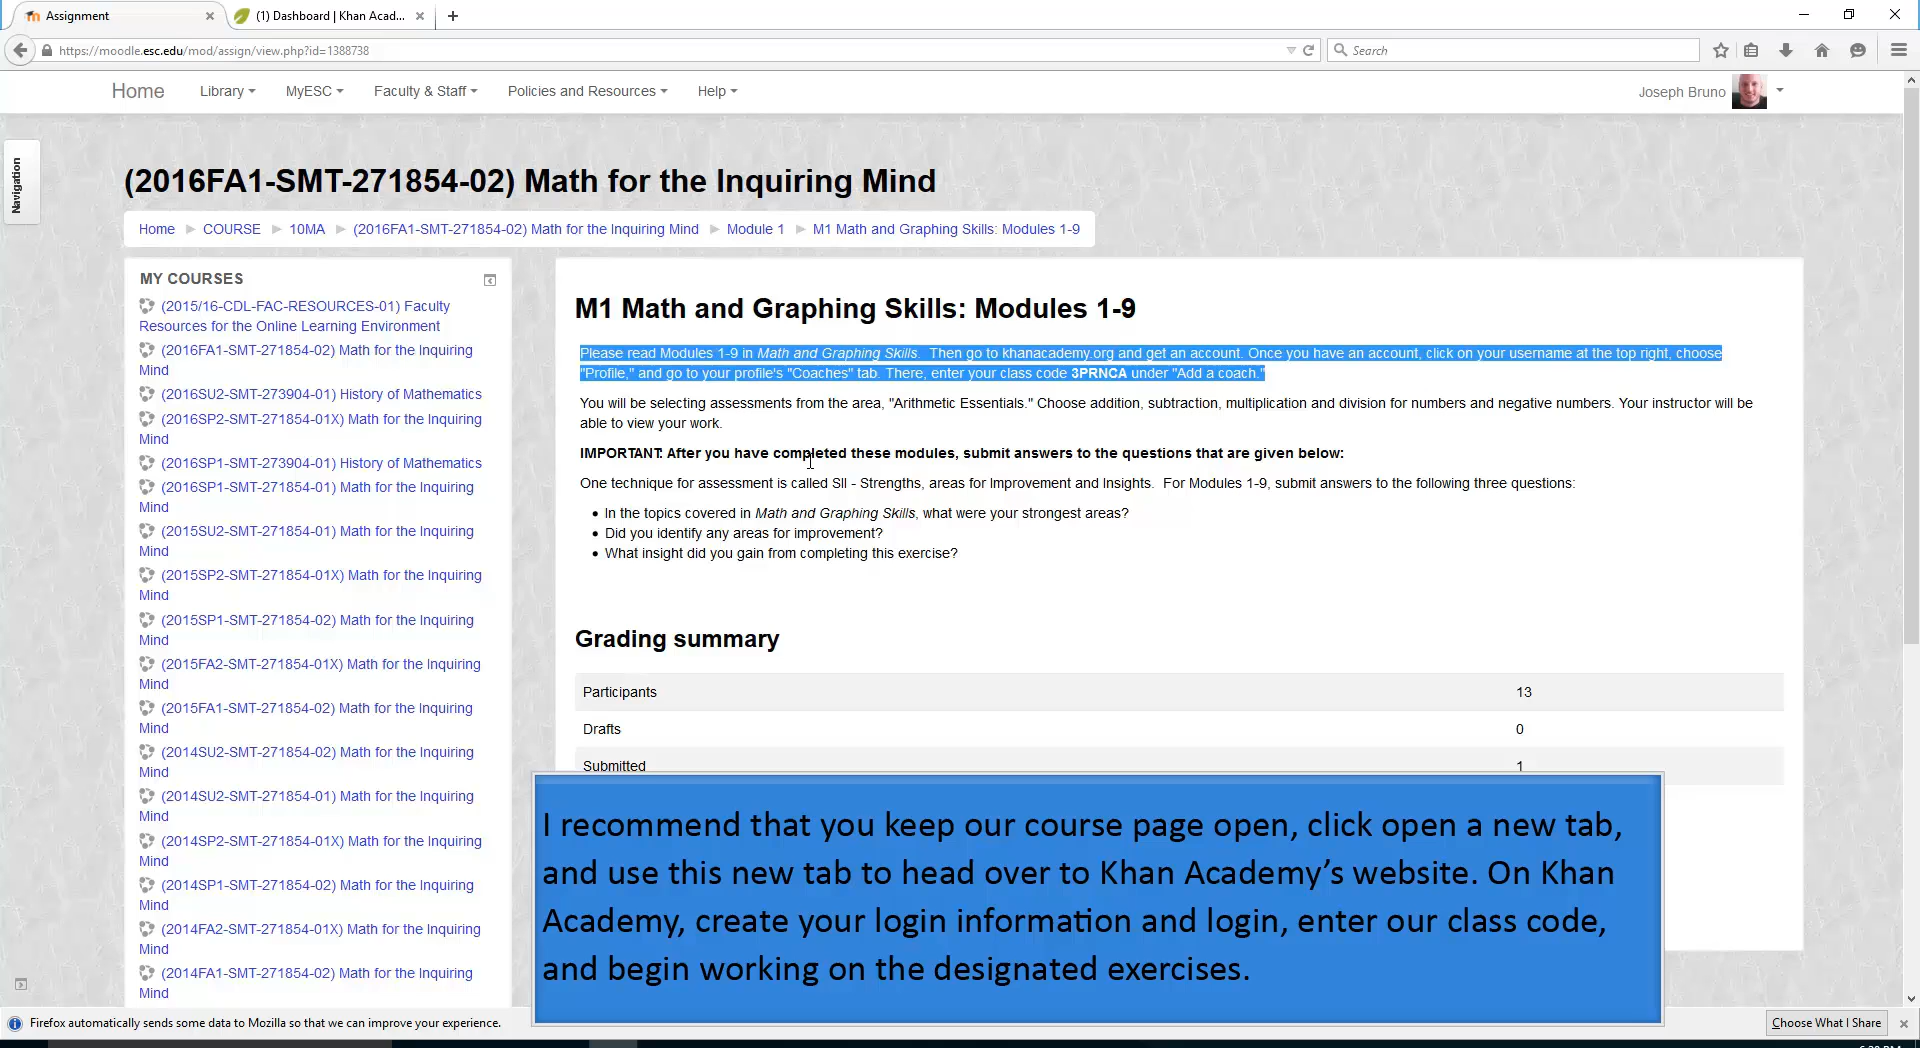 Assignment
(1) Dashboard | Khan Acad...
https://moodle.esc.edu/mod/assign/view.php?id=1388738
Search
Home Library MyESC Faculty & Staff Policies and Resources Help
Joseph Bruno
Navigation
(2016FA1-SMT-271854-02) Math for the Inquiring Mind
Home COURSE 10MA (2016FA1-SMT-271854-02) Math for the Inquiring Mind Module 1 M1 Math and Graphing Skills: Modules 1-9
MY COURSES
(2015/16-CDL-FAC-RESOURCES-01) Faculty
Resources for the Online Learning Environment
(2016FA1-SMT-271854-02) Math for the Inquiring
Mind
(2016SU2-SMT-273904-01) History of Mathematics
(2016SP2-SMT-271854-01X) Math for the Inquiring
Mind
(2016SP1-SMT-273904-01) History of Mathematics
(2016SP1-SMT-271854-01) Math for the Inquiring
Mind
(2015SU2-SMT-271854-01) Math for the Inquiring
Mind
(2015SP2-SMT-271854-01X) Math for the Inquiring
Mind
(2015SP1-SMT-271854-02) Math for the Inquiring
Mind
(2015FA2-SMT-271854-01X) Math for the Inquiring
Mind
(2015FA1-SMT-271854-02) Math for the Inquiring
Mind
(2014SU2-SMT-271854-02) Math for the Inquiring
Mind
(2014SU2-SMT-271854-01) Math for the Inquiring
Mind
(2014SP2-SMT-271854-01X) Math for the Inquiring
Mind
(2014SP1-SMT-271854-02) Math for the Inquiring
Mind
(2014FA2-SMT-271854-01X) Math for the Inquiring
Mind
(2014FA1-SMT-271854-02) Math for the Inquiring
Mind
M1 Math and Graphing Skills: Modules 1-9
Please read Modules 1-9 in Math and Graphing Skills. Then go to khanacademy.org and get an account. Once you have an account, click on your username at the top right, choose
"Profile," and go to your profile's "Coaches" tab. There, enter your class code 3PRNCA under "Add a coach."
You will be selecting assessments from the area, "Arithmetic Essentials." Choose addition, subtraction, multiplication and division for numbers and negative numbers. Your instructor will be
able to view your work.
IMPORTANT: After you have completed these modules, submit answers to the questions that are given below:
One technique for assessment is called SII - Strengths, areas for Improvement and Insights. For Modules 1-9, submit answers to the following three questions:
• In the topics covered in Math and Graphing Skills, what were your strongest areas?
• Did you identify any areas for improvement?
• What insight did you gain from completing this exercise?
Grading summary
Participants 13
Drafts 0
Submitted 1
I recommend that you keep our course page open, click open a new tab,
and use this new tab to head over to Khan Academy’s website. On Khan
Academy, create your login information and login, enter our class code,
and begin working on the designated exercises.
Firefox automatically sends some data to Mozilla so that we can improve your experience.
Choose What I Share